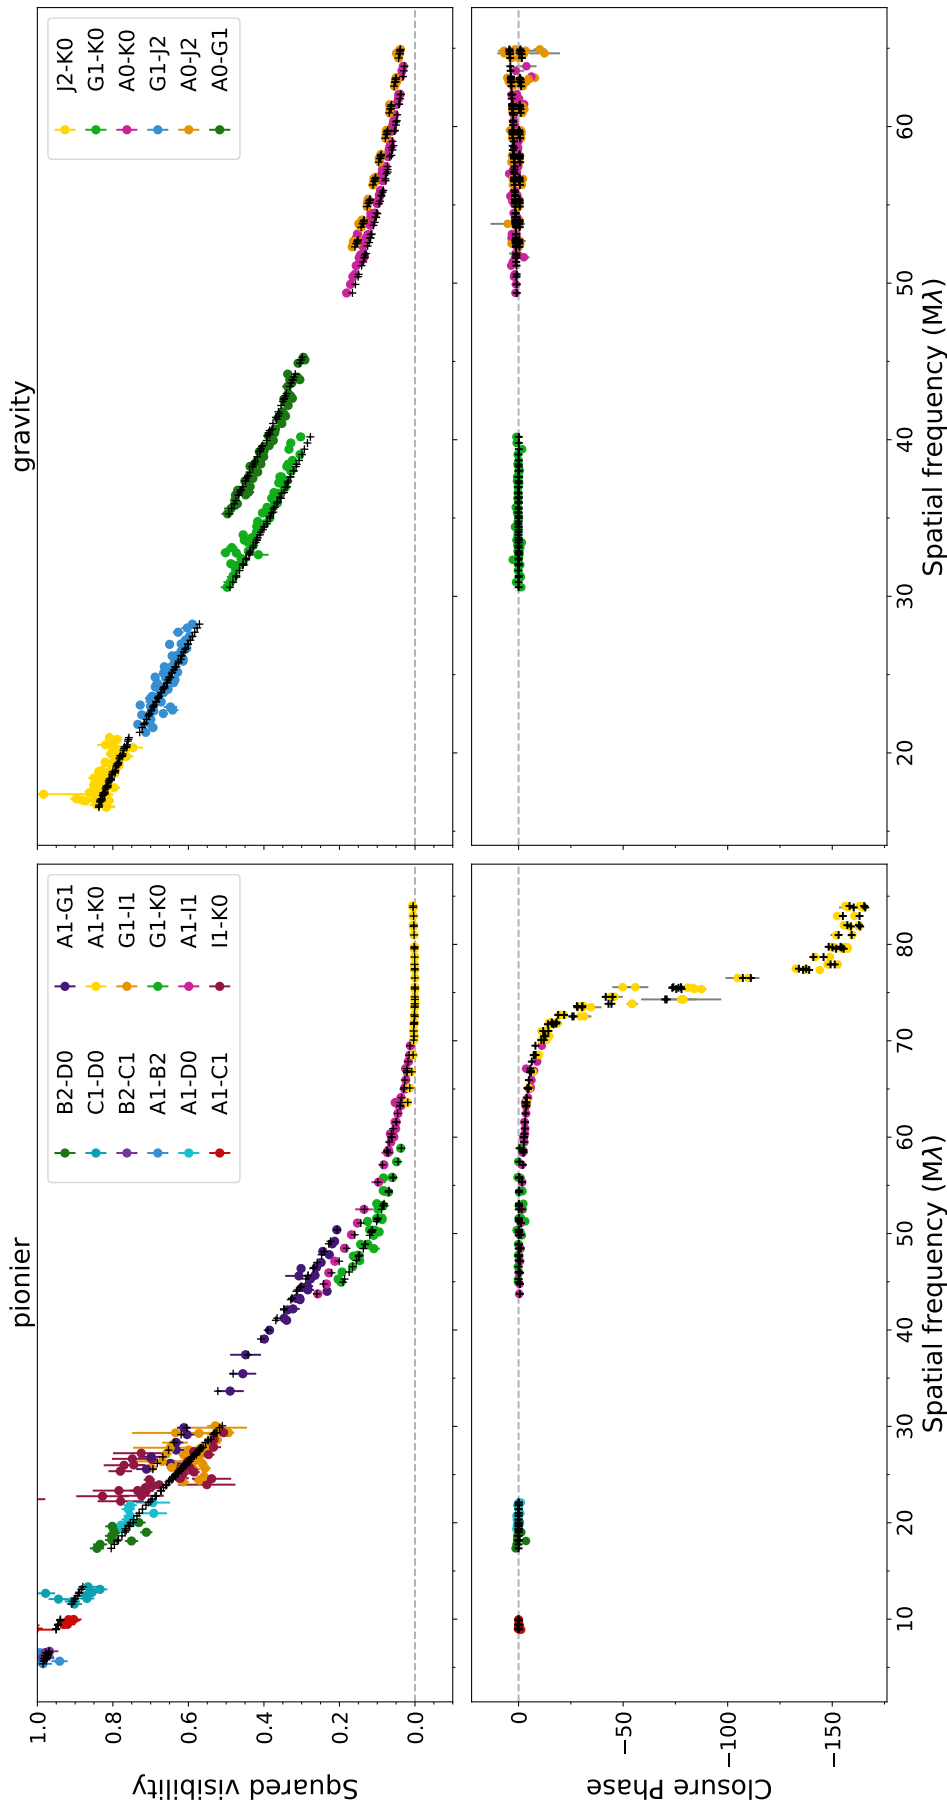 pionier
gravity
B2-D0
C1-D0
B2-C1
A1-B2
A1-D0
A1-C1
A1-G1
A1-K0
G1-I1
G1-K0
A1-I1
I1-K0
J2-K0
G1-K0
A0-K0
G1-J2
A0-J2
A0-G1
Squared visibility
1.0
0.8
0.6
0.4
0.2
0.0
Closure Phase
0
−50
−100
−150
10
20
30
40
50
60
70
80
Spatial frequency (Mλ)
20
30
40
50
60
Spatial frequency (Mλ)